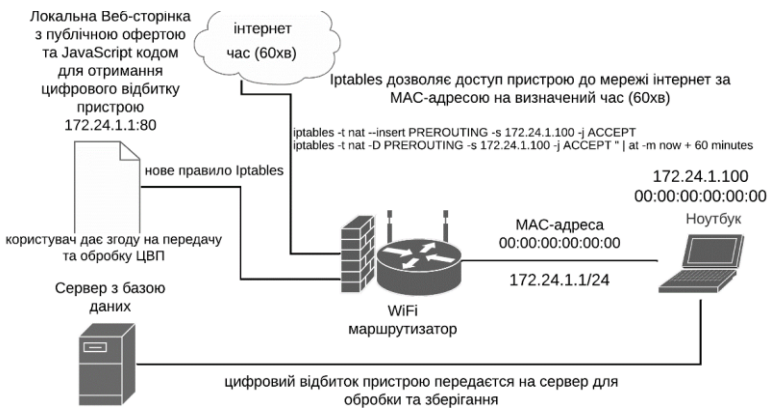 Локальна Веб-сторінка
з публічною офертою
та JavaScript кодом
для отримання
цифрового відбитку
пристрою
172.24.1.1:80
інтернет
час (60хв)
Iptables дозволяє доступ пристрою до мережі інтернет за
MAC-адресою на визначений час (60хв)
iptables -t nat --insert PREROUTING -s 172.24.1.100 -j ACCEPT
iptables -t nat -D PREROUTING -s 172.24.1.100 -j ACCEPT " | at -m now + 60 minutes
нове правило Iptables
172.24.1.100
00:00:00:00:00:00
Ноутбук
MAC-адреса
00:00:00:00:00:00
172.24.1.1/24
користувач дає згоду на передачу
та обробку ЦВП
WiFi
маршрутизатор
Сервер з базою
даних
цифровий відбиток пристрою передаєтся на сервер для
обробки та зберігання